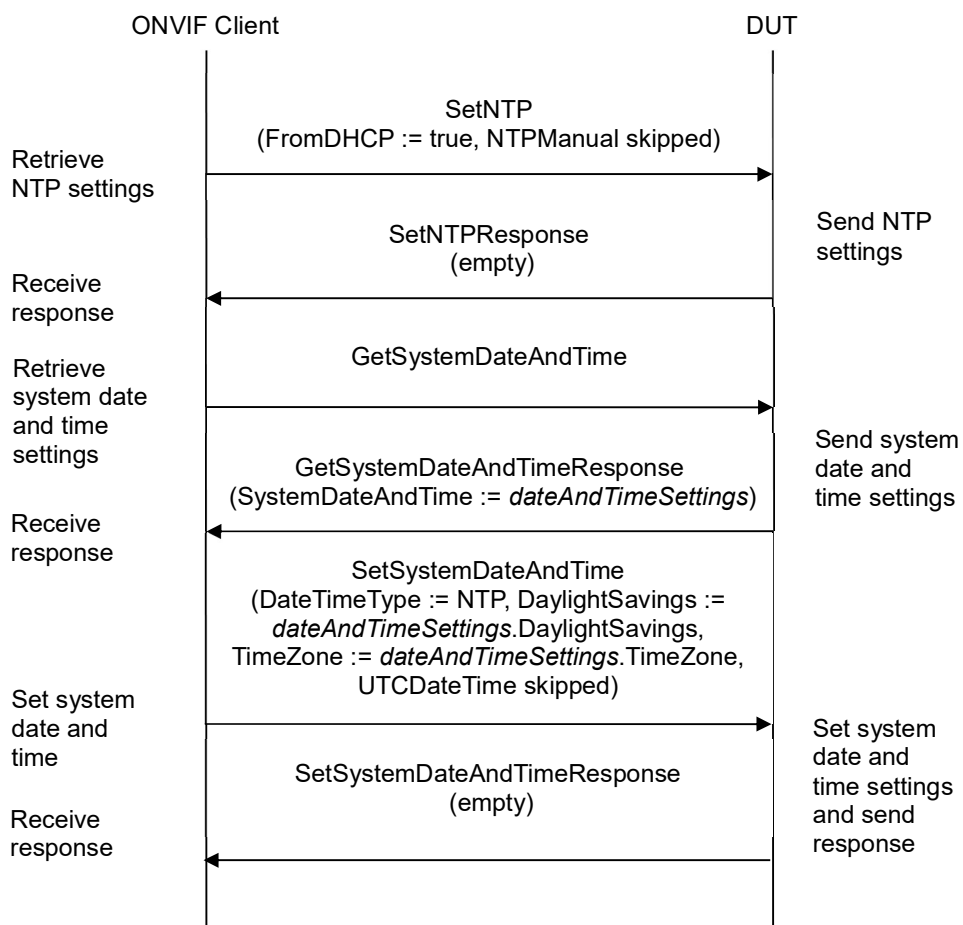 ONVIF Client
DUT
SetNTP
(FromDHCP := true, NTPManual skipped)
Retrieve
NTP settings
SetNTPResponse
(empty)
Send NTP
settings
Receive
response
GetSystemDateAndTime
Retrieve
system date
and time
settings
GetSystemDateAndTimeResponse
(SystemDateAndTime := dateAndTimeSettings)
Send system
date and
time settings
Receive
response
SetSystemDateAndTime
(DateTimeType := NTP, DaylightSavings :=
dateAndTimeSettings.DaylightSavings,
TimeZone := dateAndTimeSettings.TimeZone,
UTCDateTime skipped)
Set system
date and
time
SetSystemDateAndTimeResponse
(empty)
Set system
date and
time settings
and send
response
Receive
response